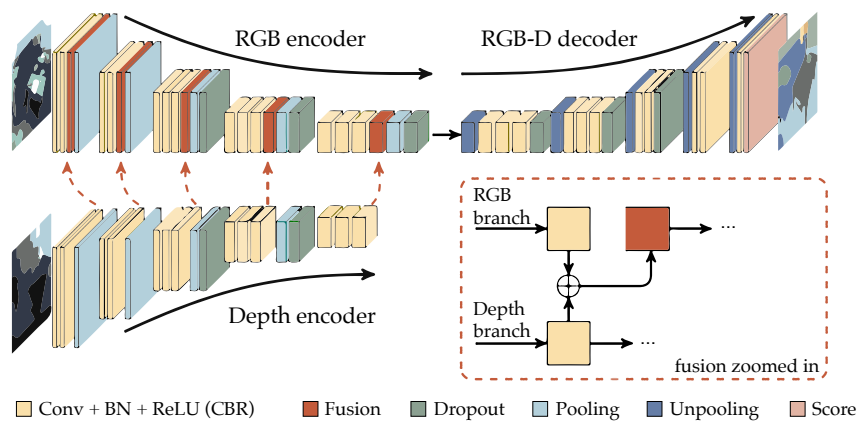 RGB encoder
RGB-D decoder
Depth encoder
RGB
branch
...
Depth
branch
...
fusion zoomed in
Conv + BN + ReLU (CBR)
Fusion
Dropout
Pooling
Unpooling
Score